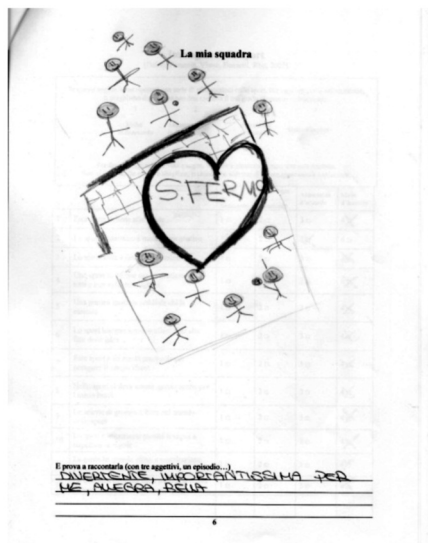 La mia squadra
S. FERMO
E prova a raccontarla (con tre aggettivi, un episodio...)
DIVERTENTE, IMPORTANTISSIMA PER
ME, ALLEGRA, BELLA
6